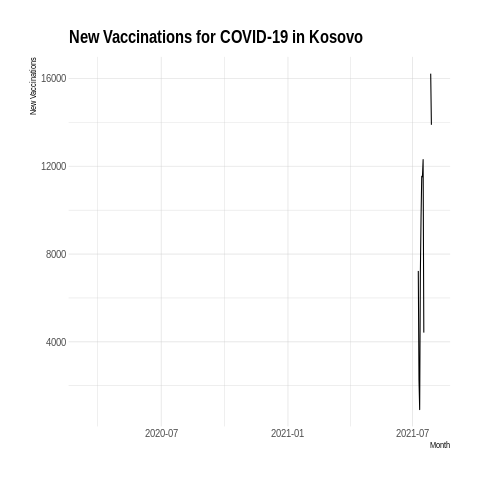 New Vaccinations for COVID-19 in Kosovo
New Vaccinations
16000
12000
8000
4000
2020-07
2021-01
2021-07
Month